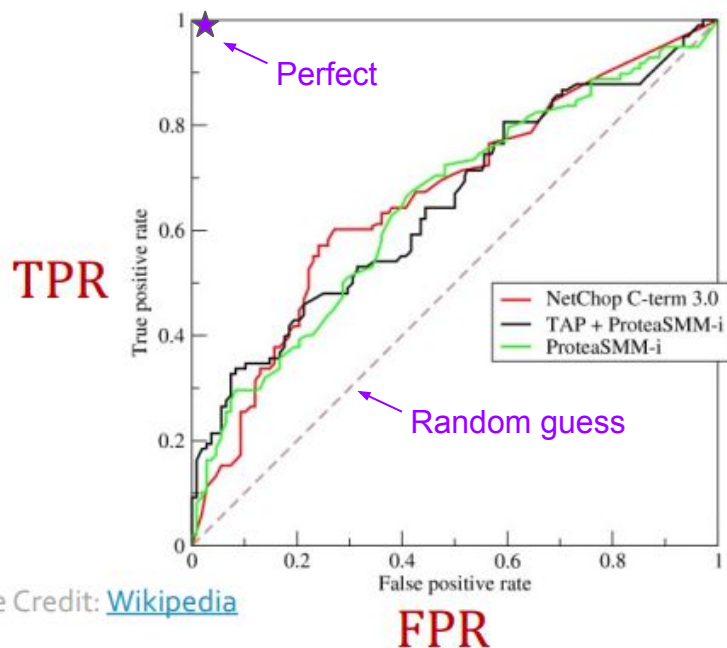 1
Perfect
0.8
0.6
TPR
True positive rate
NetChop C-term 3.0
TAP + ProteaSMM-i
ProteaSMM-i
0.4
Random guess
0.2
0
0 0.2 0.4 0.6 0.8 1
False positive rate
e Credit: Wikipedia
FPR